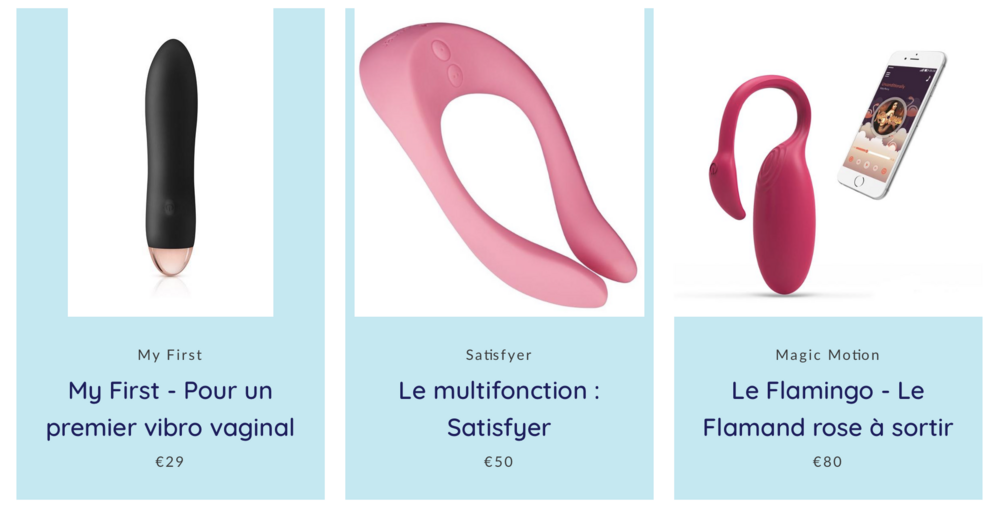 My First
My First - Pour un
premier vibro vaginal
€29
Satisfyer
Le multifonction :
Satisfyer
€50
Magic Motion
Le Flamingo - Le
Flamand rose à sortir
€80